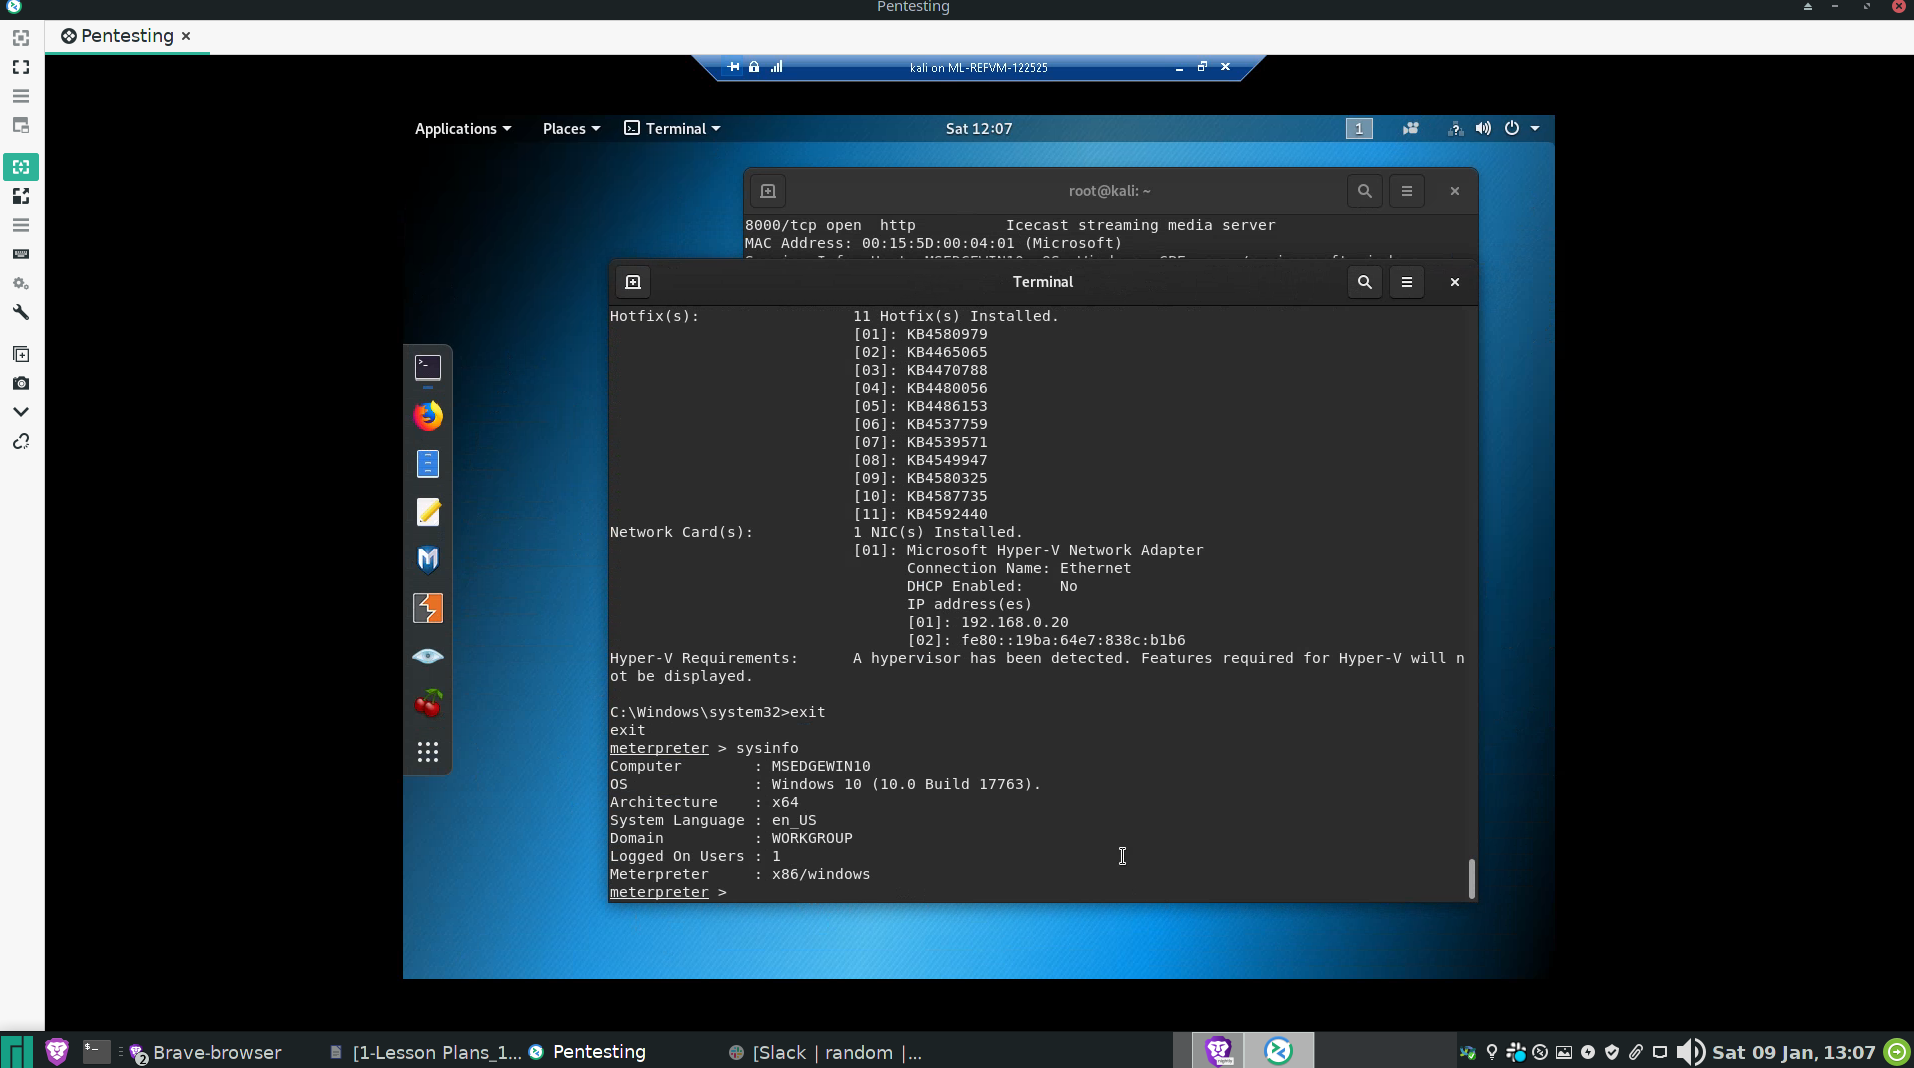 Pentesting
Pentesting
kali on ML-REFVM-122525
Applications Places Terminal Sat 12:07 1
root@kali: ~
8000/tcp open  http          Icecast streaming media server
MAC Address: 00:15:5D:00:04:01 (Microsoft)
Terminal
Hotfix(s):                 11 Hotfix(s) Installed.
[01]: KB4580979
[02]: KB4465065
[03]: KB4470788
[04]: KB4480056
[05]: KB4486153
[06]: KB4537759
[07]: KB4539571
[08]: KB4549947
[09]: KB4580325
[10]: KB4587735
[11]: KB4592440
Network Card(s):           1 NIC(s) Installed.
[01]: Microsoft Hyper-V Network Adapter
Connection Name: Ethernet
DHCP Enabled:    No
IP address(es)
[01]: 192.168.0.20
[02]: fe80::19ba:64e7:838c:b1b6
Hyper-V Requirements:      A hypervisor has been detected. Features required for Hyper-V will n
ot be displayed.
C:\Windows\system32>exit
exit
meterpreter > sysinfo
Computer        : MSEDGEWIN10
OS              : Windows 10 (10.0 Build 17763).
Architecture    : x64
System Language : en_US
Domain          : WORKGROUP
Logged On Users : 1
Meterpreter     : x86/windows
meterpreter >
2 Brave-browser [1-Lesson Plans_1... Pentesting [Slack | random |... Sat 09 Jan, 13:07